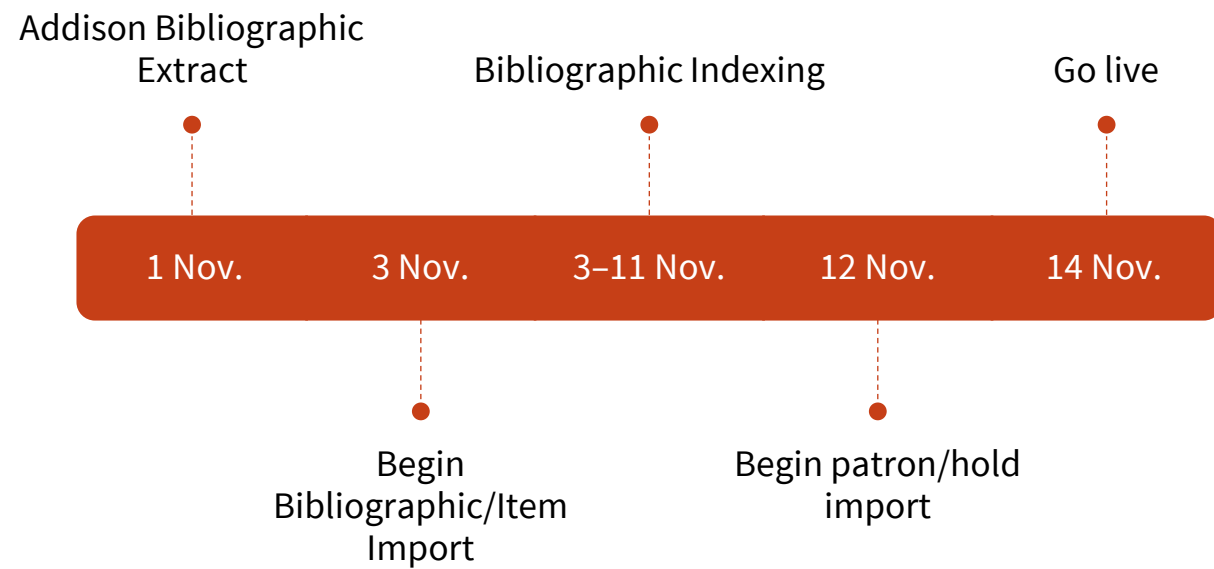 Addison Bibliographic
Extract
Bibliographic Indexing
Go live
1 Nov.
3 Nov.
3–11 Nov.
12 Nov.
14 Nov.
Begin
Bibliographic/Item
Import
Begin patron/hold
import